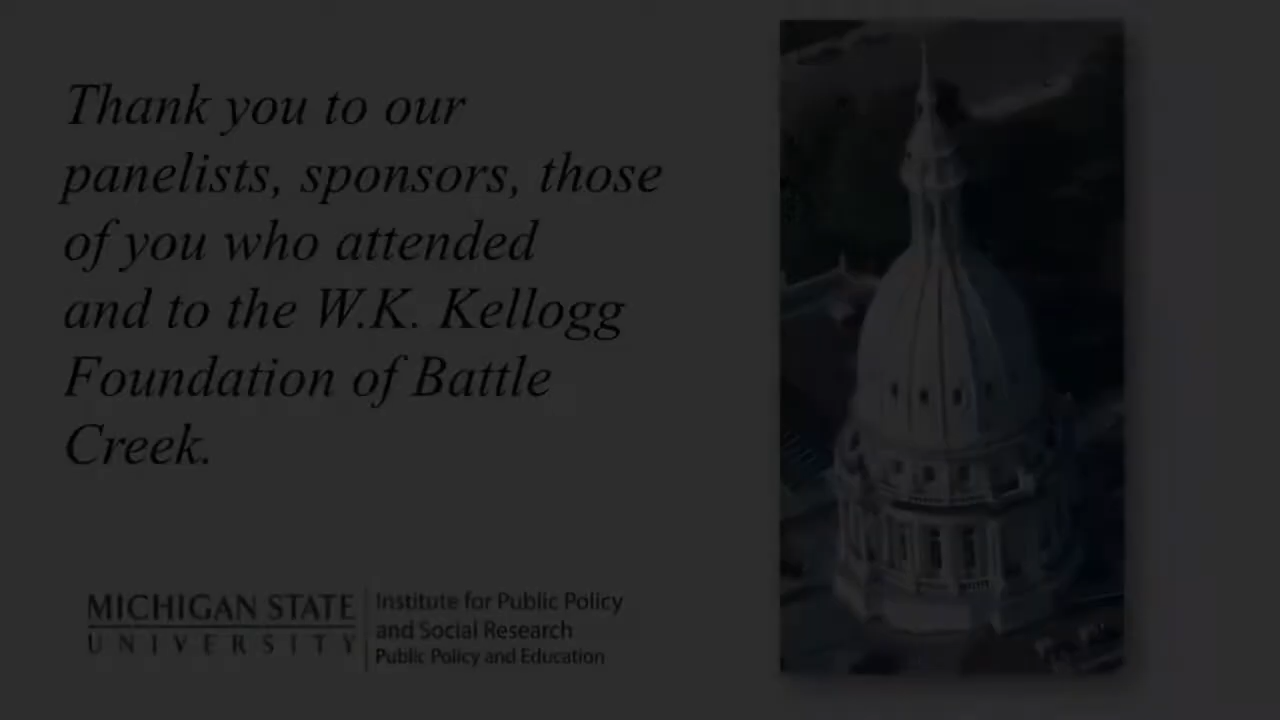 Thank you to our
panelists, sponsors, those
of you who attended
and to the W.K. Kellogg
Foundation of Battle
Creek.
MICHIGAN STATE
UNIVERSITY
Institute for Public Policy
and Social Research
Public Policy and Education